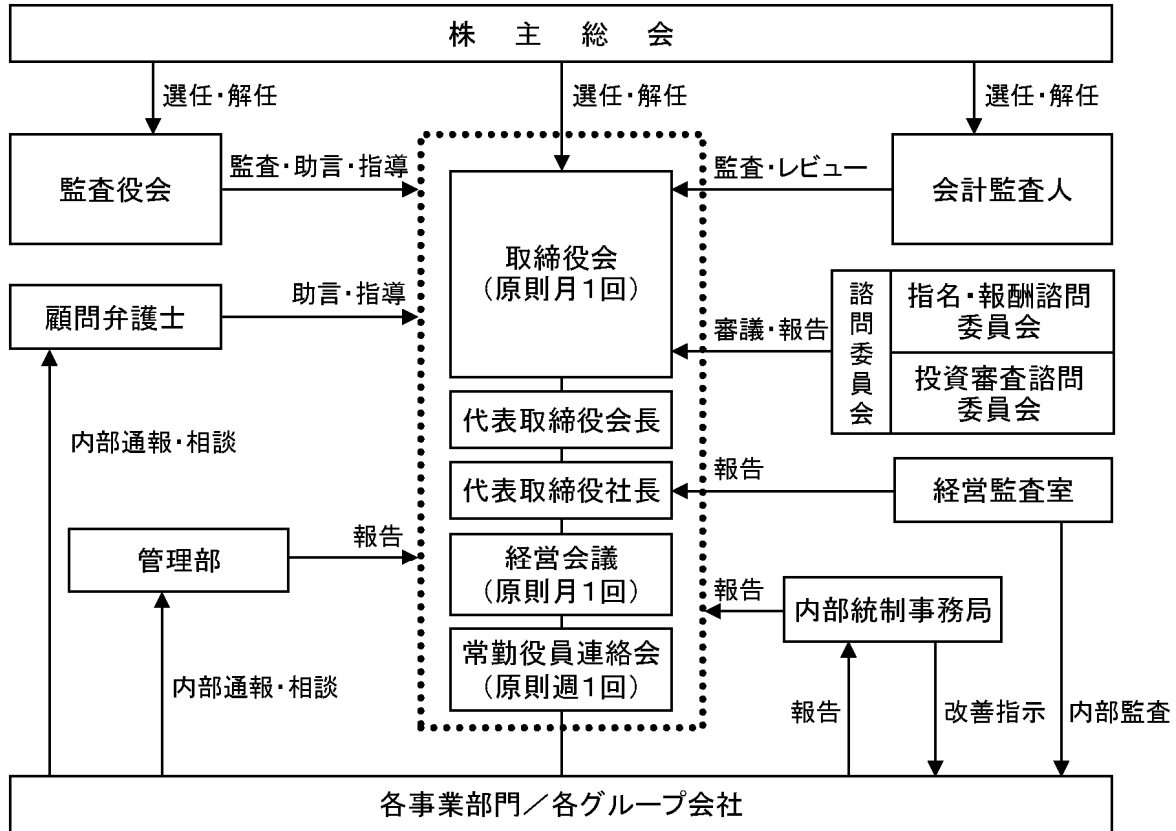 株主総会
選任・解任
選任・解任
選任・解任
監査役会
監査・助言・指導
監査・レビュー
会計監査人
取締役会
(原則月1回)
顧問弁護士
助言・指導
審議・報告
諮問委員会
指名・報酬諮問
委員会
投資審査諮問
委員会
代表取締役会長
内部通報・相談
代表取締役社長
報告
経営監査室
管理部
報告
経営会議
(原則月1回)
報告
内部統制事務局
常勤役員連絡会
(原則週1回)
内部通報・相談
報告
改善指示
内部監査
各事業部門/各グループ会社